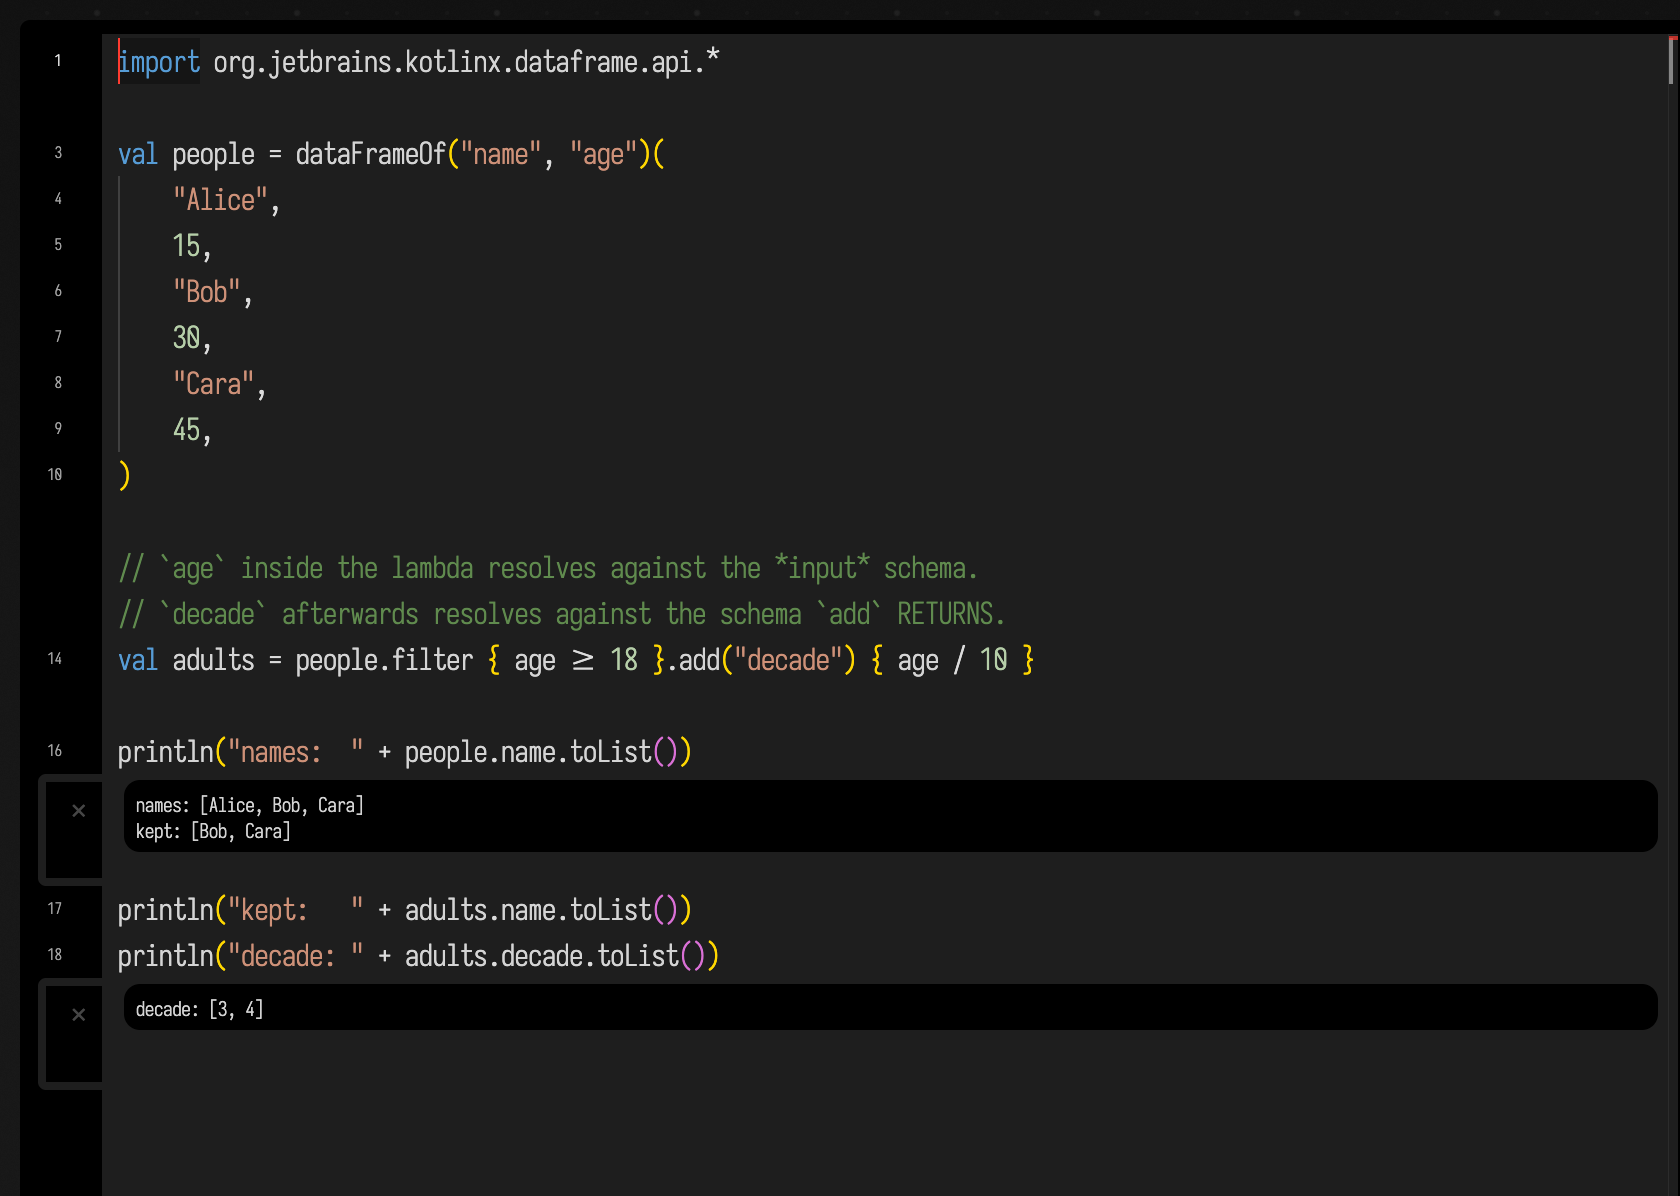 1 import org.jetbrains.kotlinx.dataframe.api.*
3 val people = dataFrameOf("name", "age")(
4     "Alice",
5     15,
6     "Bob",
7     30,
8     "Cara",
9     45,
10 )
// `age` inside the lambda resolves against the *input* schema.
// `decade` afterwards resolves against the schema `add` RETURNS.
14 val adults = people.filter { age ≥ 18 }.add("decade") { age / 10 }
16 println("names:  " + people.name.toList())
× names: [Alice, Bob, Cara]
kept: [Bob, Cara]
17 println("kept:   " + adults.name.toList())
18 println("decade: " + adults.decade.toList())
× decade: [3, 4]